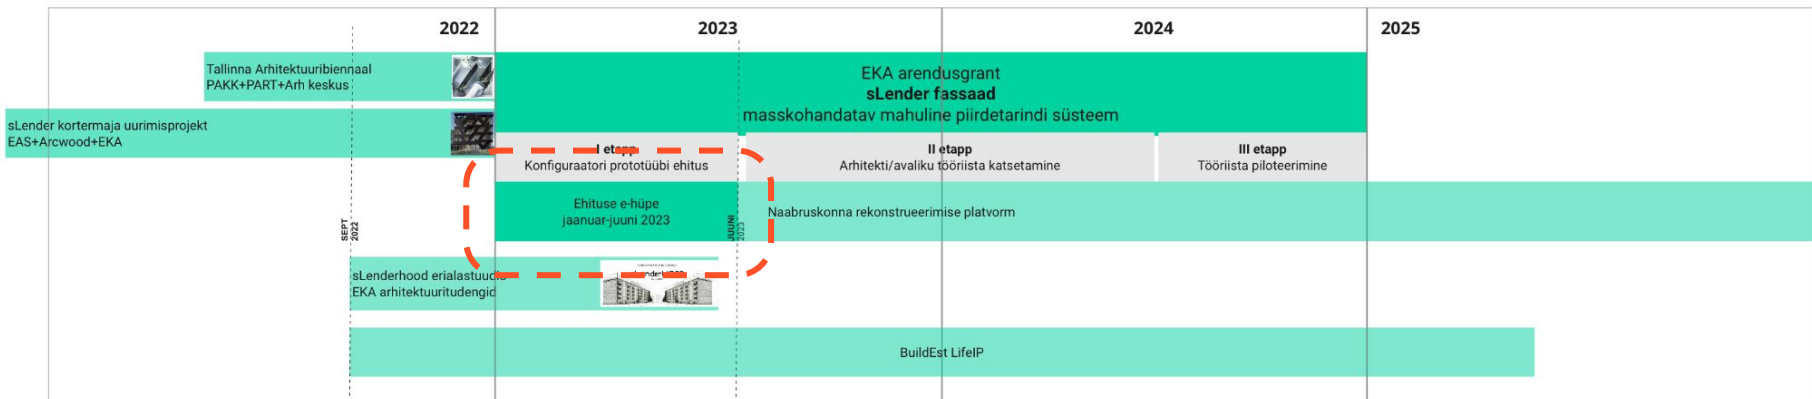 2022
2023
2024
2025
Tallinna Arhitektuuribiennaal
PAKK+PART+Arh keskus
sLender kortermaja uurimisprojekt
EAS+Arcwood+EKA
EKA arendusgrant
sLender fassaad
masskohandatav mahuline piirdetarindi süsteem
I etapp
Konfiguraatori prototüübi ehitus
II etapp
Arhitekti/avaliku tööriista katsetamine
III etapp
Tööriista piloteerimine
Ehituse e-hüpe
jaanuar-juuni 2023
Naabruskonna rekonstrueerimise platvorm
SEPT
2022
JUUNI
2023
sLenderhood erialastuudio
EKA arhitektuuritudengid
BuildEst LifeIP